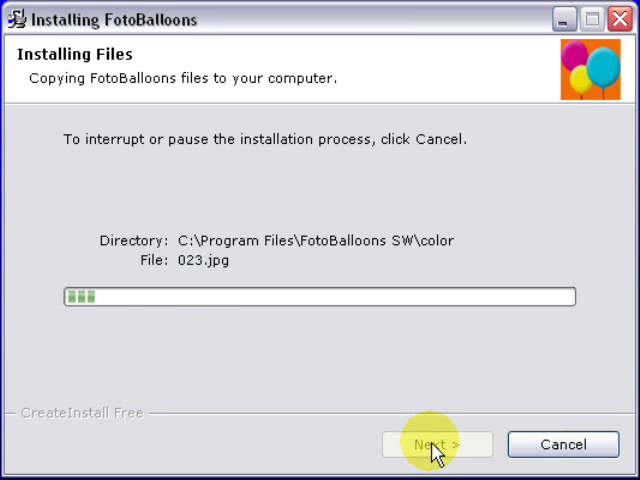 Installing FotoBalloons
Installing Files
Copying FotoBalloons files to your computer.
To interrupt or pause the installation process, click Cancel.
Directory: C:\Program Files\FotoBalloons SW\color
File: 023.jpg
CreateInstall Free
Next >
Cancel